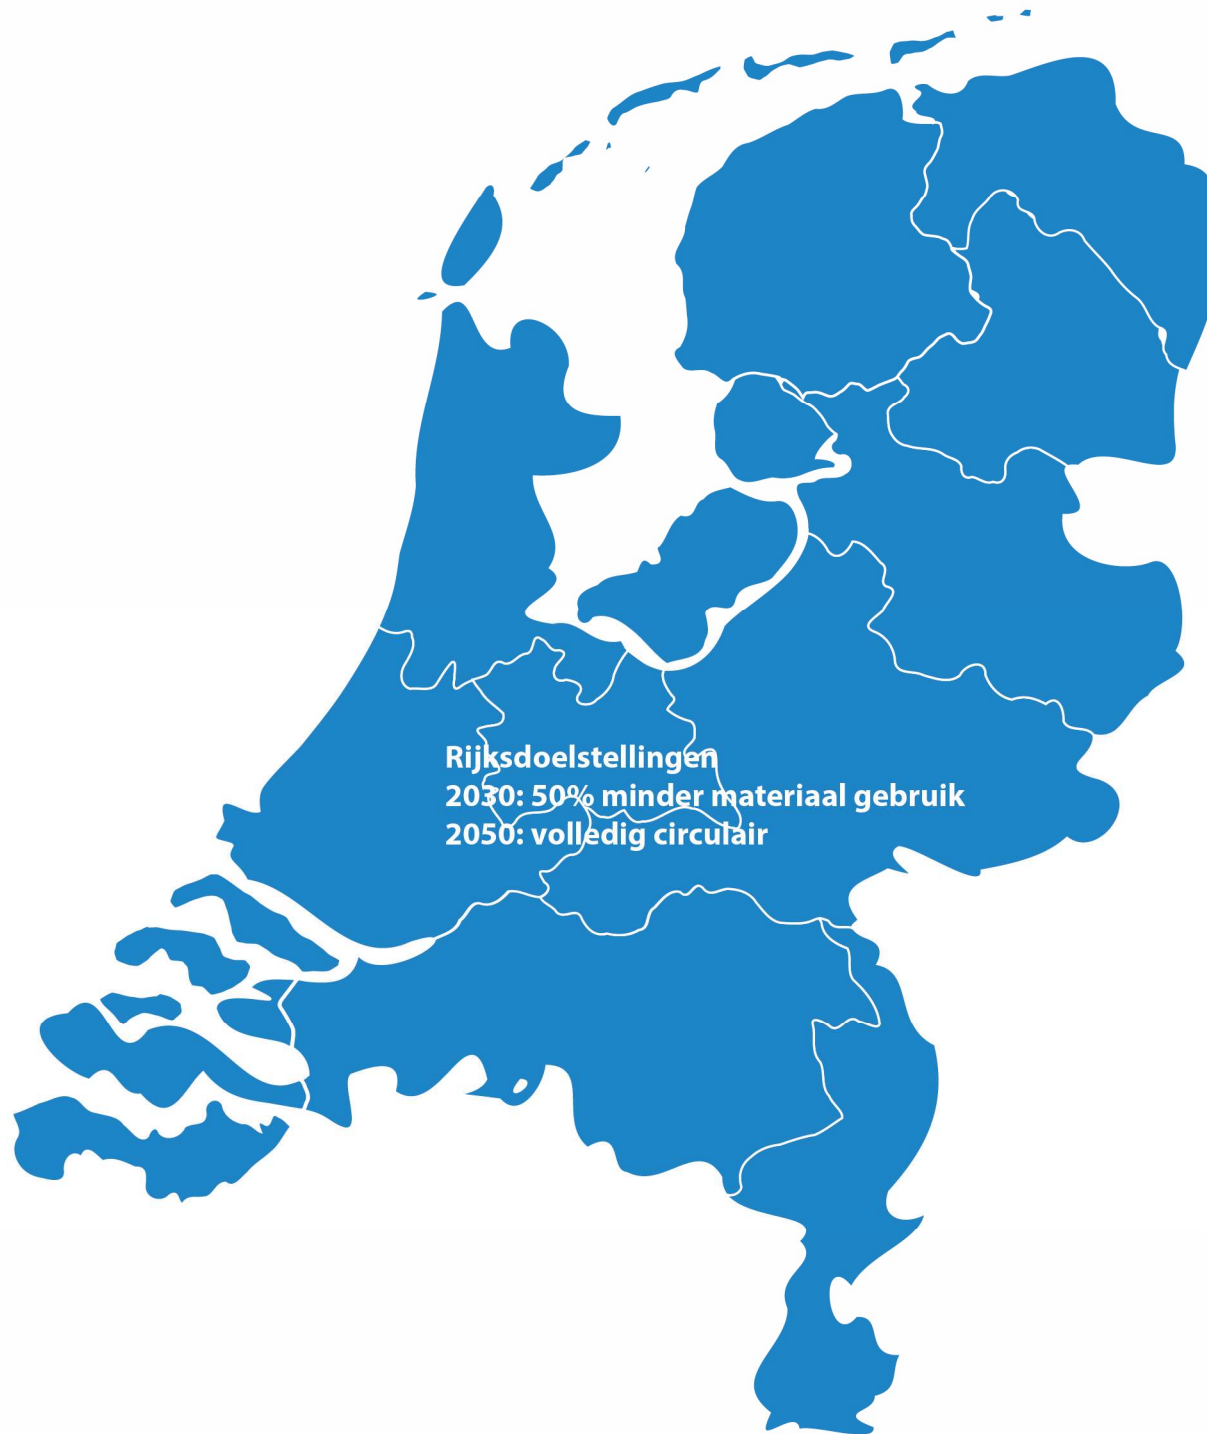 Rijksdoelstellingen
2030: 50% minder materiaal gebruik
2050: volledig circulair